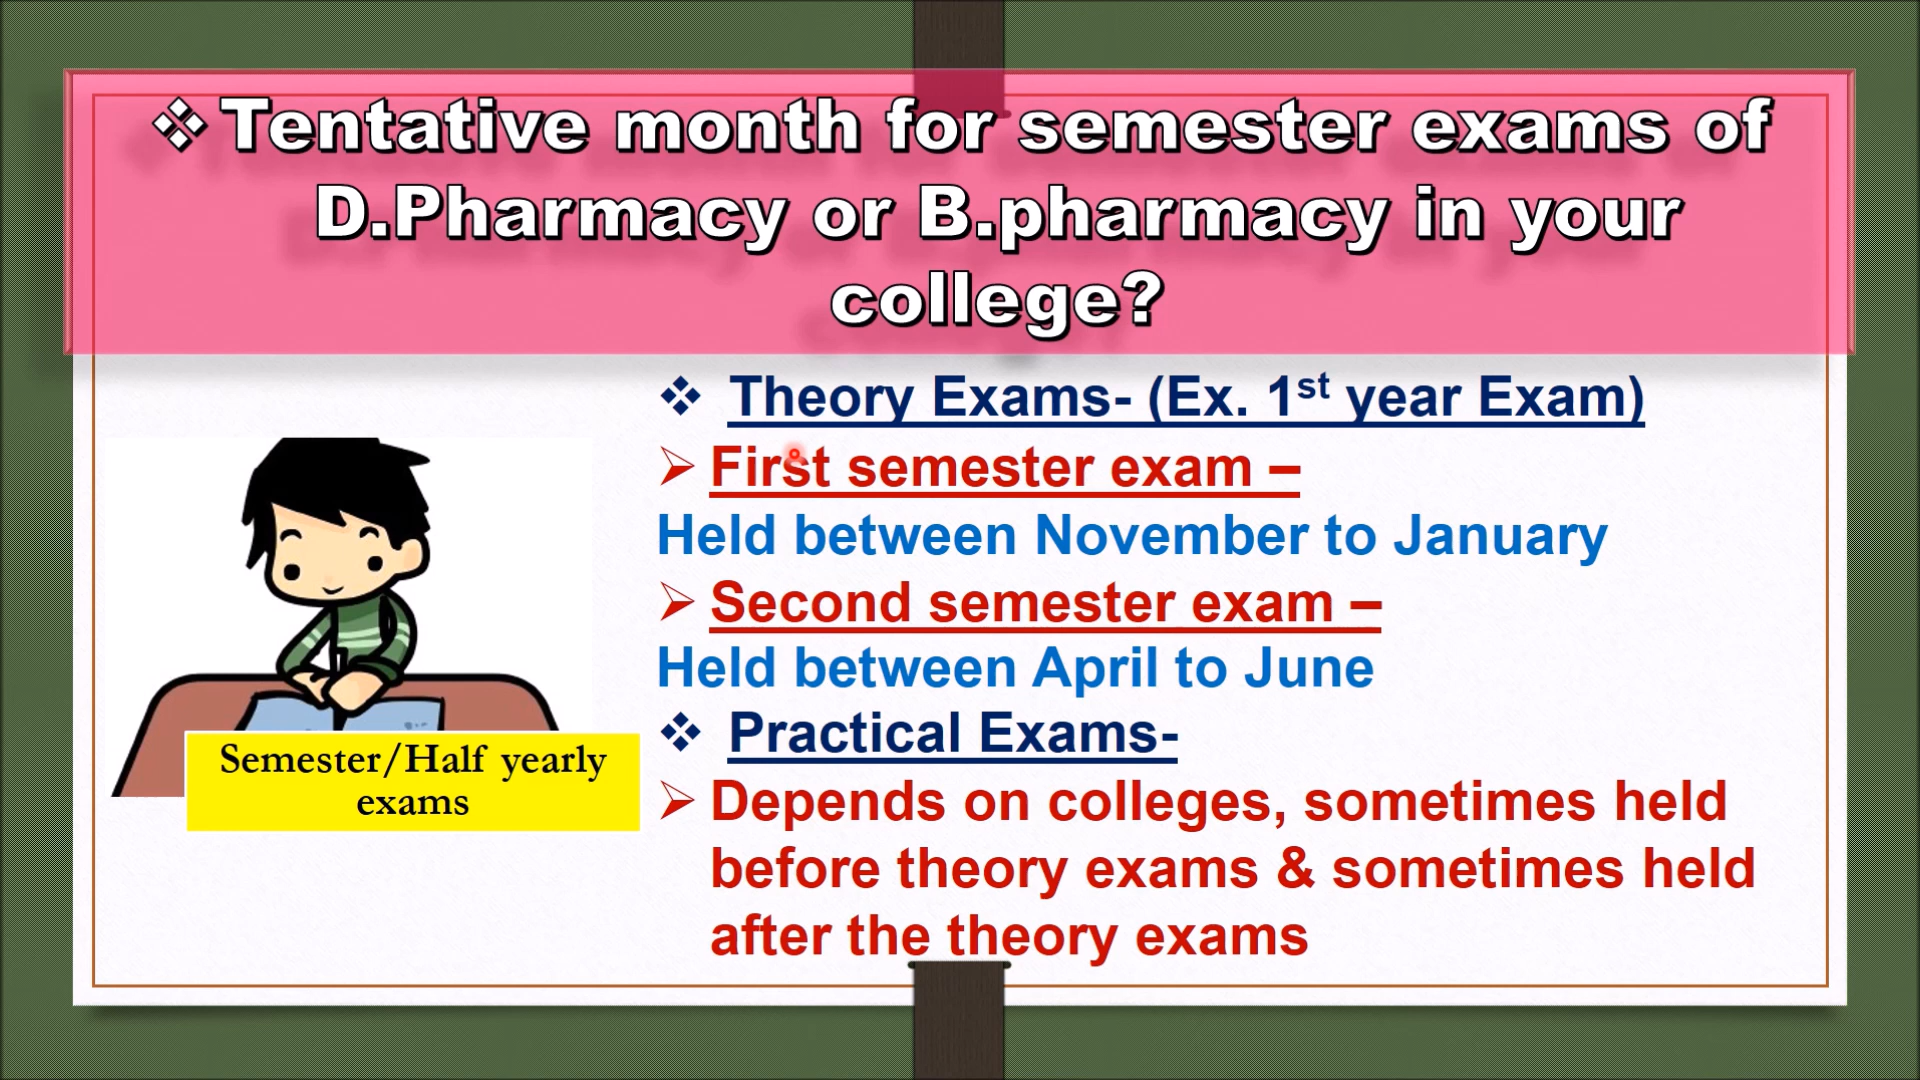 ❖Tentative month for semester exams of
D.Pharmacy or B.pharmacy in your
college?
❖ Theory Exams- (Ex. 1st year Exam)
➢ First semester exam –
Held between November to January
➢ Second semester exam –
Held between April to June
❖ Practical Exams-
➢ Depends on colleges, sometimes held
before theory exams & sometimes held
after the theory exams
Semester/Half yearly
exams